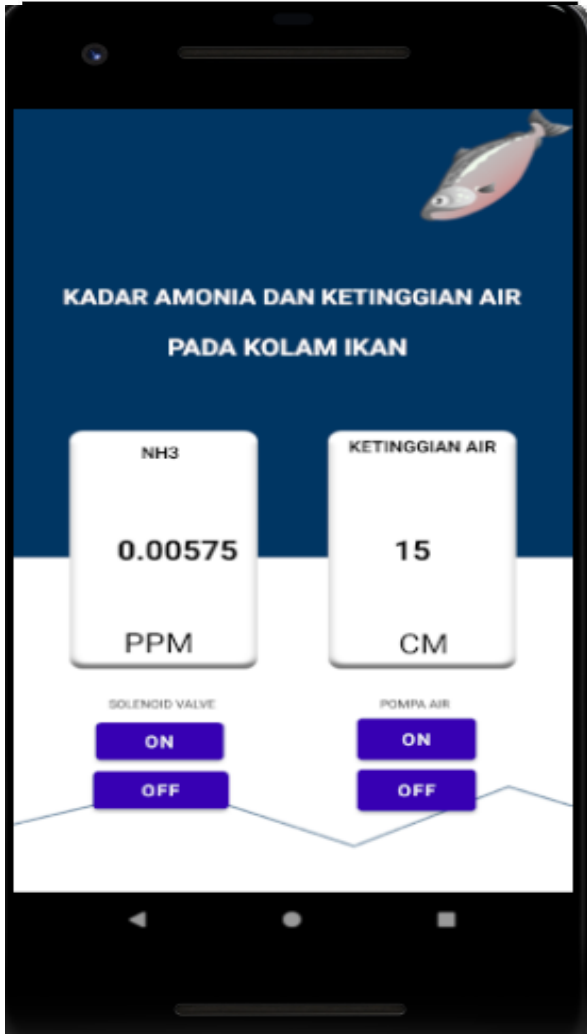 KADAR AMONIA DAN KETINGGIAN AIR
PADA KOLAM IKAN
NH3
0.00575
PPM
KETINGGIAN AIR
15
CM
SOLENOID VALVE
ON
OFF
POMPA AIR
ON
OFF